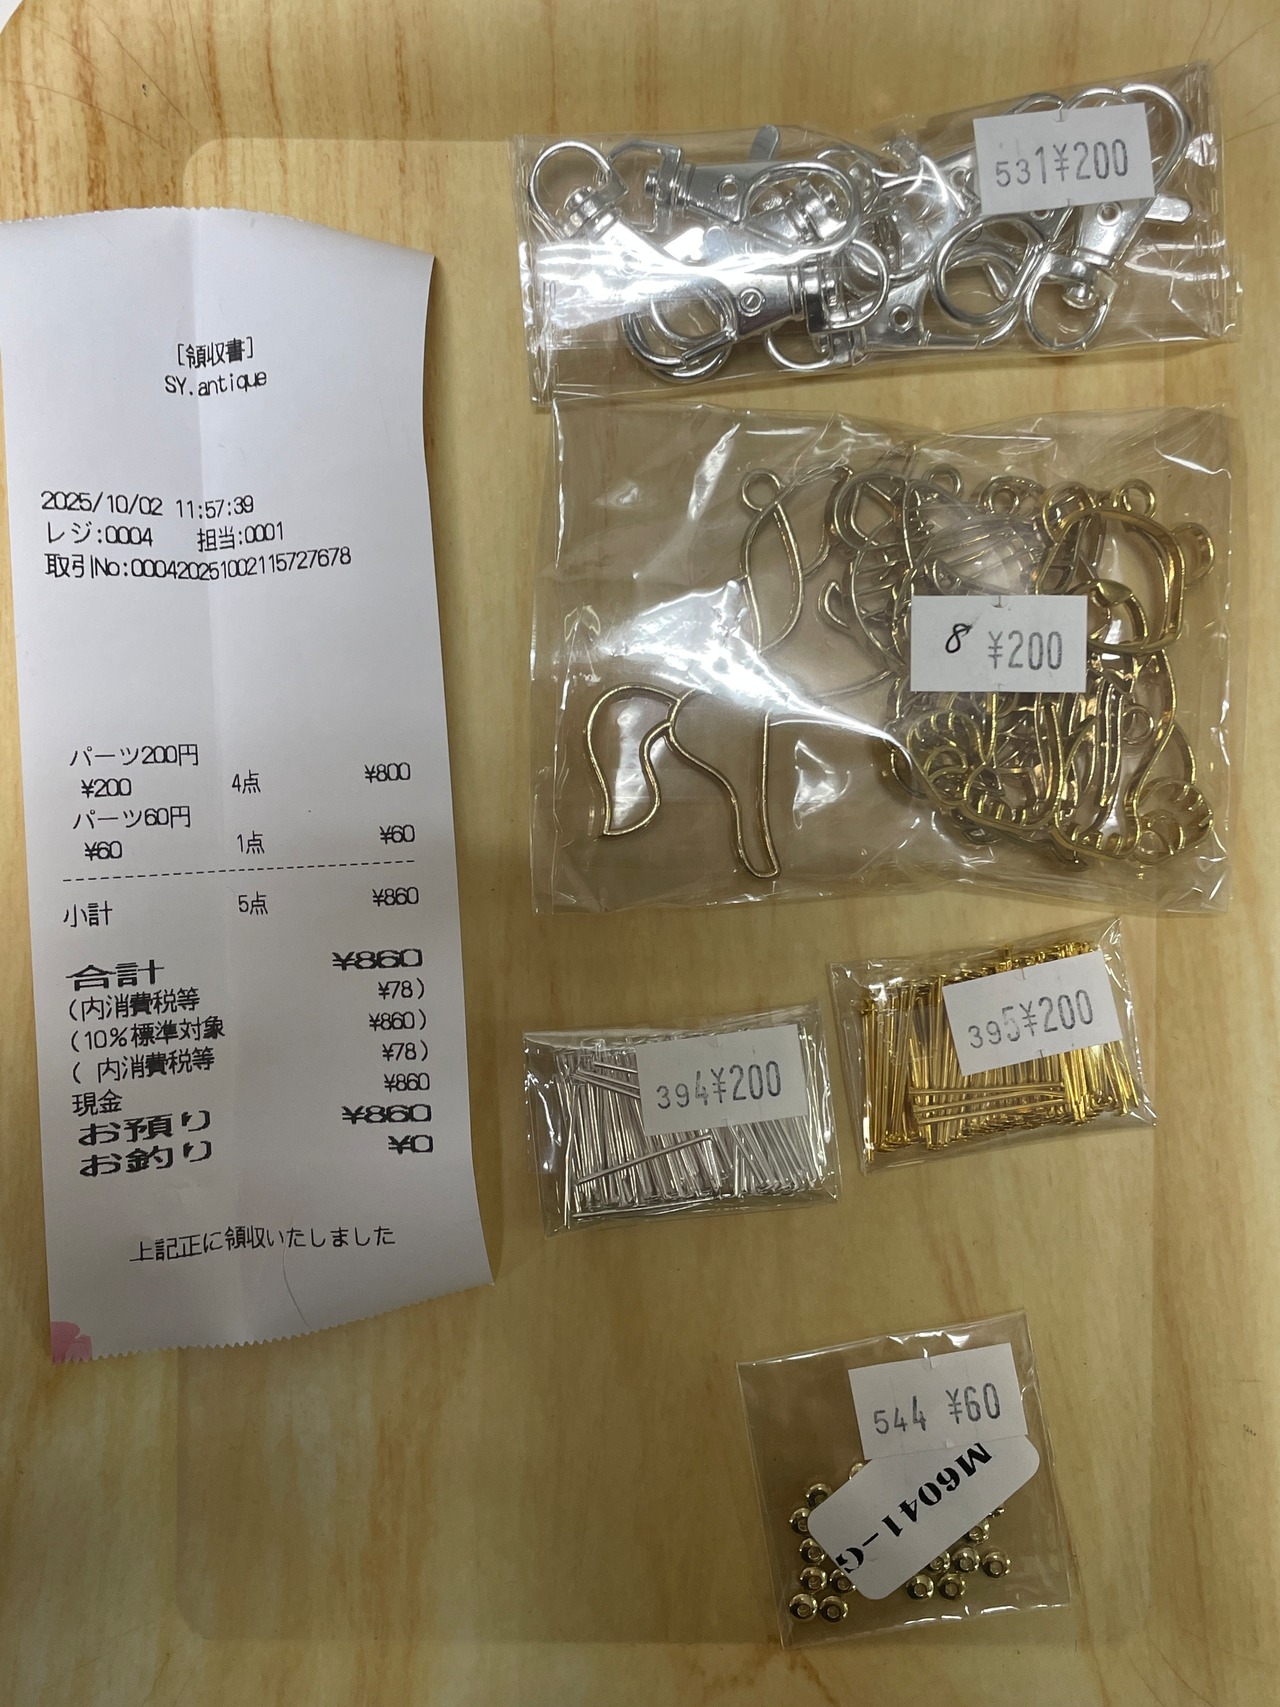 [領収書]
SY.antique
2025/10/02 11:57:39
レジ:0004 担当:0001
取引No:00042025100211572767​8
パーツ200円
¥200 4点 ¥800
パーツ60円
¥60 1点 ¥60
小計 5点 ¥860
合計 ¥860
(内消費税等 ¥78)
(10%標準対象 ¥860)
( 内消費税等 ¥78)
現金 ¥860
お預り ¥860
お釣り ¥0
上記正に領収いたしました
531¥200
8 ¥200
394¥200
395¥200
544 ¥60
M6041-G